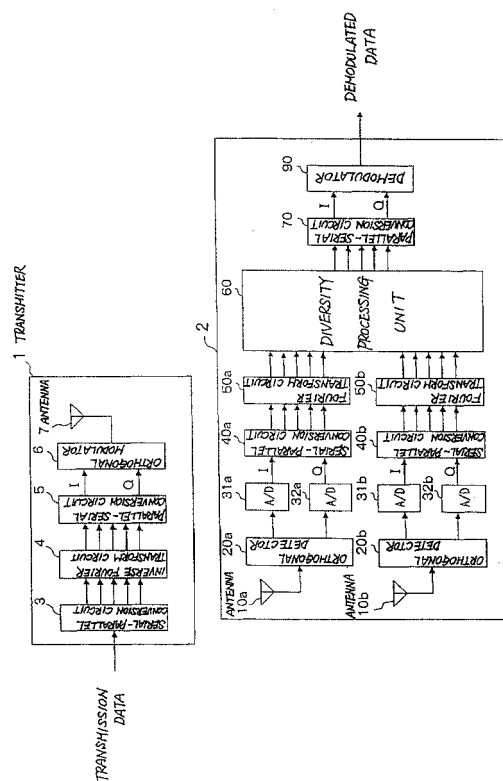 1 TRANSMITTER
TRANSMISSION
DATA
3
SERIAL-PARALLEL
CONVERSION CIRCUIT
4
INVERSE FOURIER
TRANSFORM CIRCUIT
5
PARALLEL-SERIAL
CONVERSION CIRCUIT
I
Q
6
ORTHOGONAL
MODULATOR
7 ANTENNA
2
ANTENNA
10a
20a
ORTHOGONAL
DETECTOR
31a
A/D
32a
A/D
I
Q
40a
SERIAL-PARALLEL
CONVERSION CIRCUIT
50a
FOURIER
TRANSFORM CIRCUIT
ANTENNA
10b
20b
ORTHOGONAL
DETECTOR
31b
A/D
32b
A/D
I
Q
40b
SERIAL-PARALLEL
CONVERSION CIRCUIT
50b
FOURIER
TRANSFORM CIRCUIT
60
DIVERSITY
PROCESSING
UNIT
70
PARALLEL-SERIAL
CONVERSION CIRCUIT
I
Q
90
DEMODULATOR
DEMODULATED
DATA